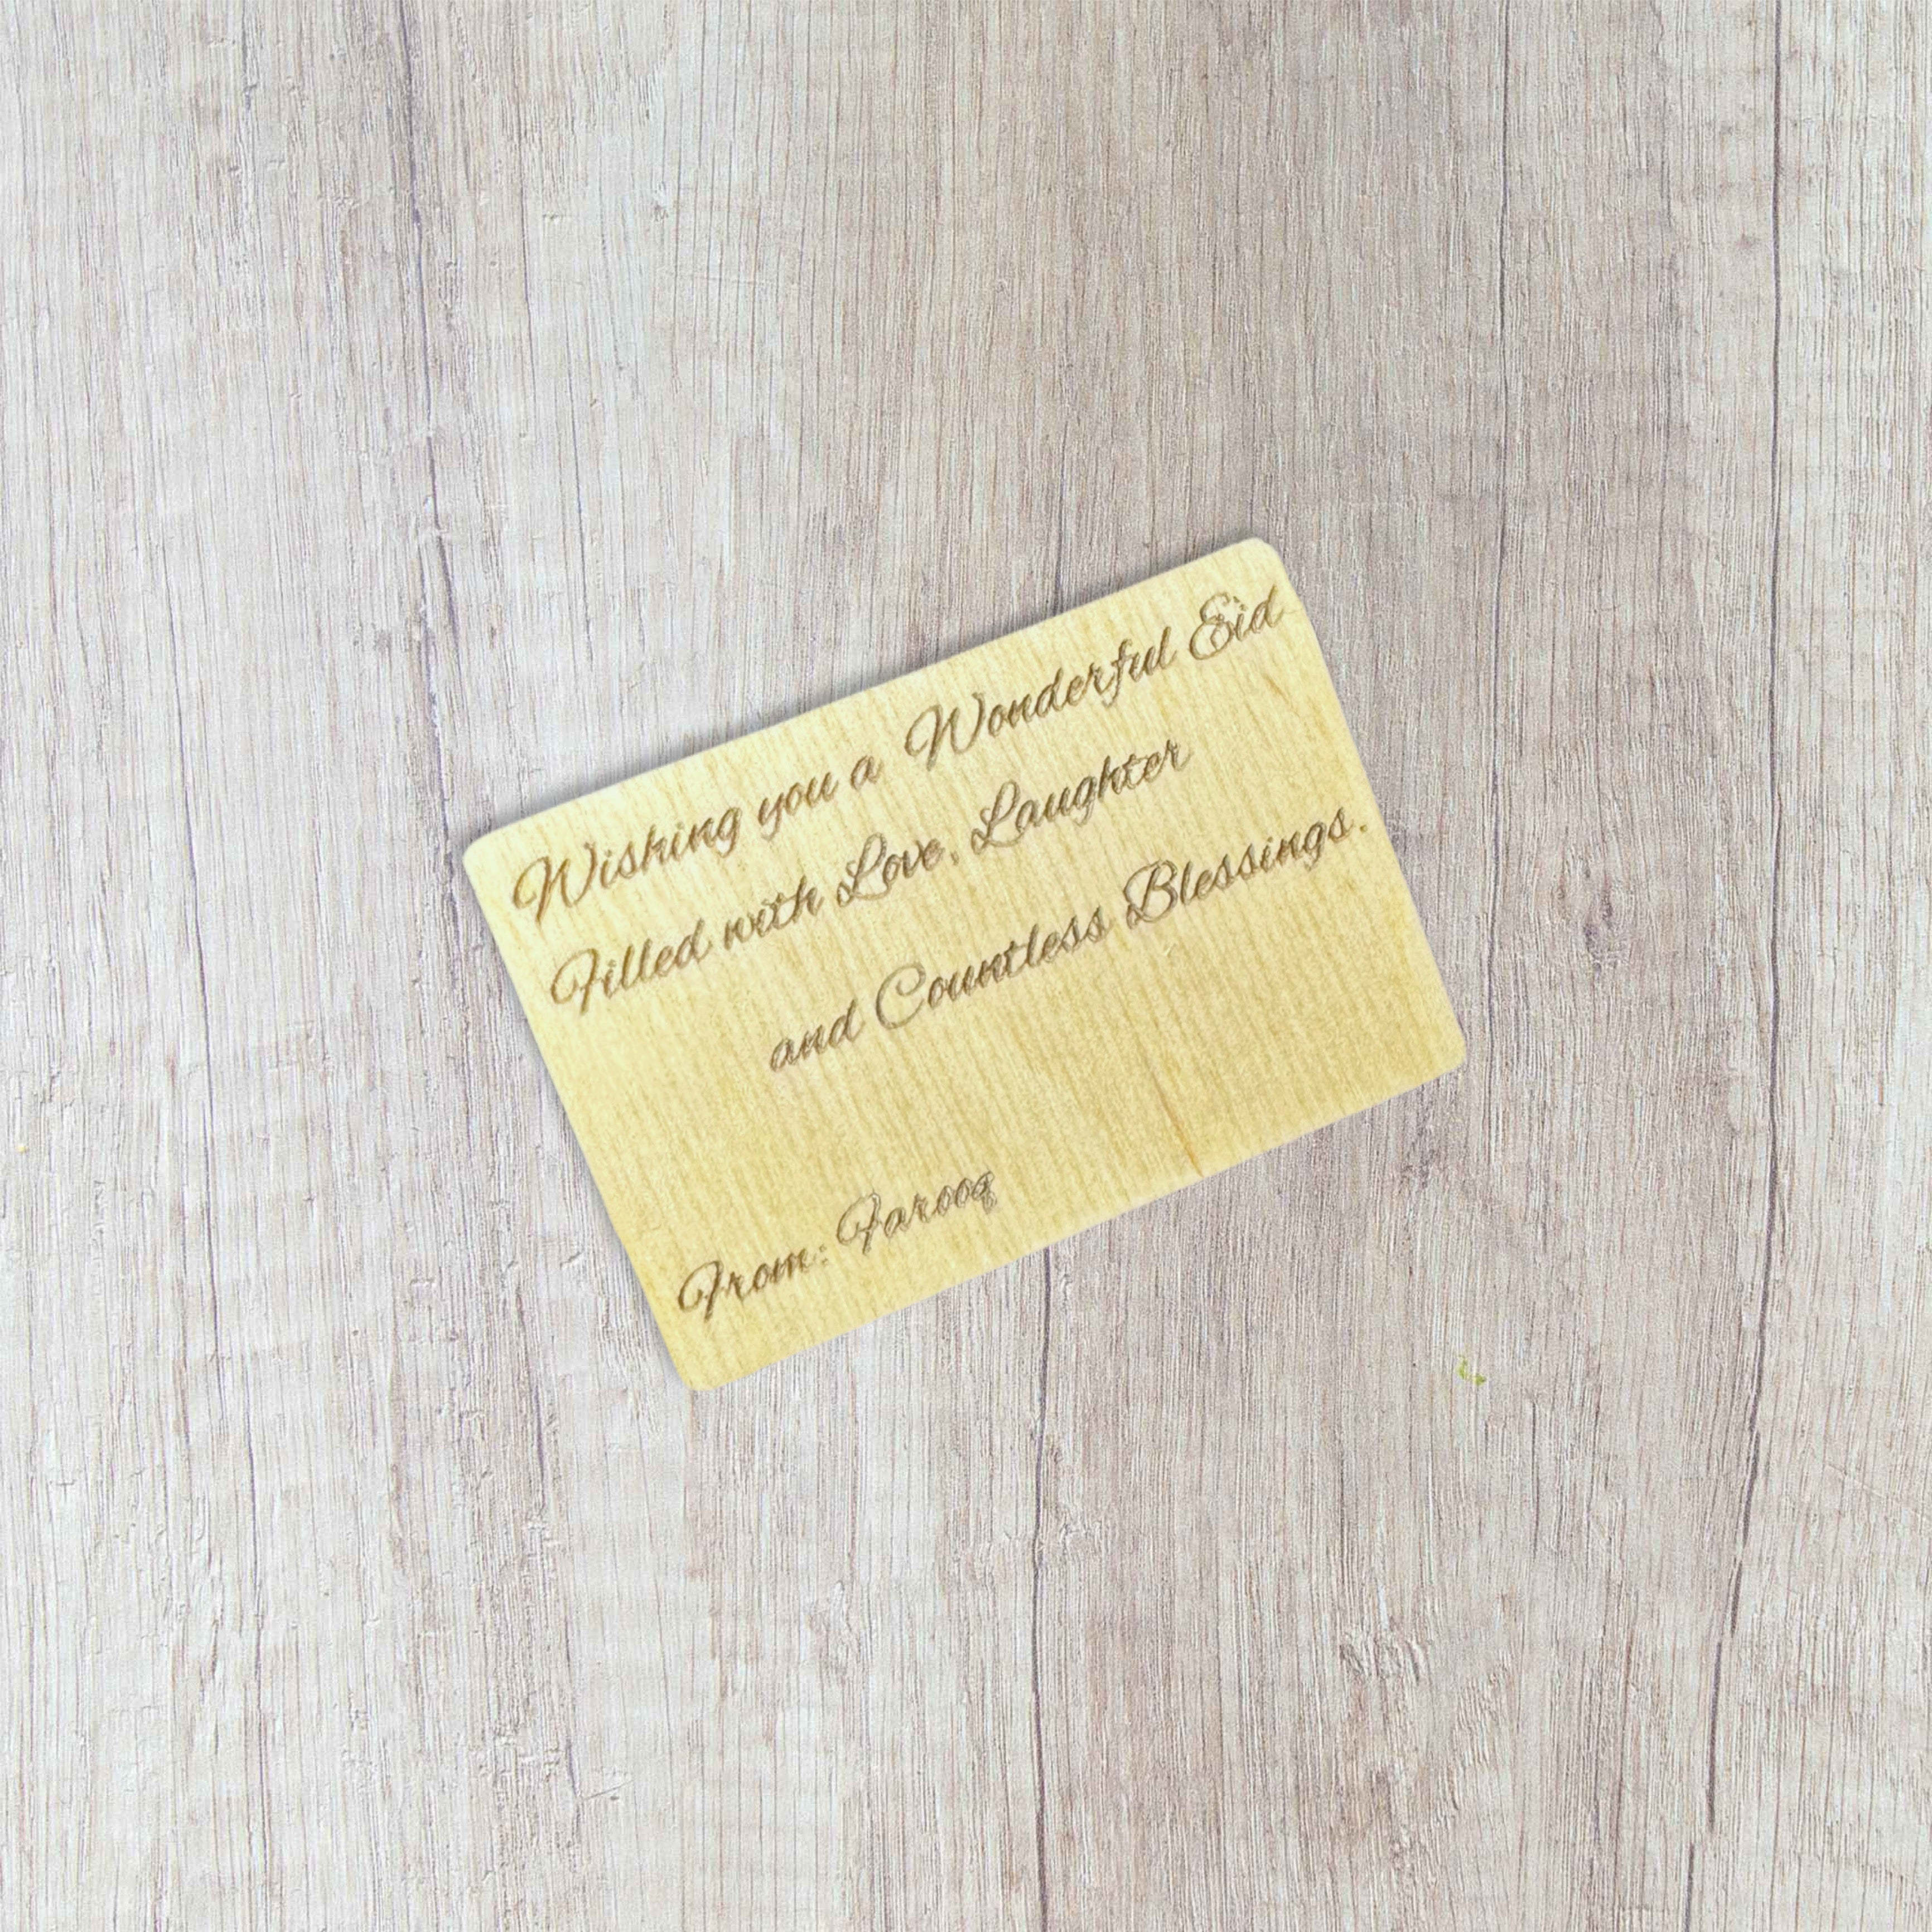 Wishing you a Wonderful Eid
Filled with Love, Laughter
and Countless Blessings.
From: Farooq